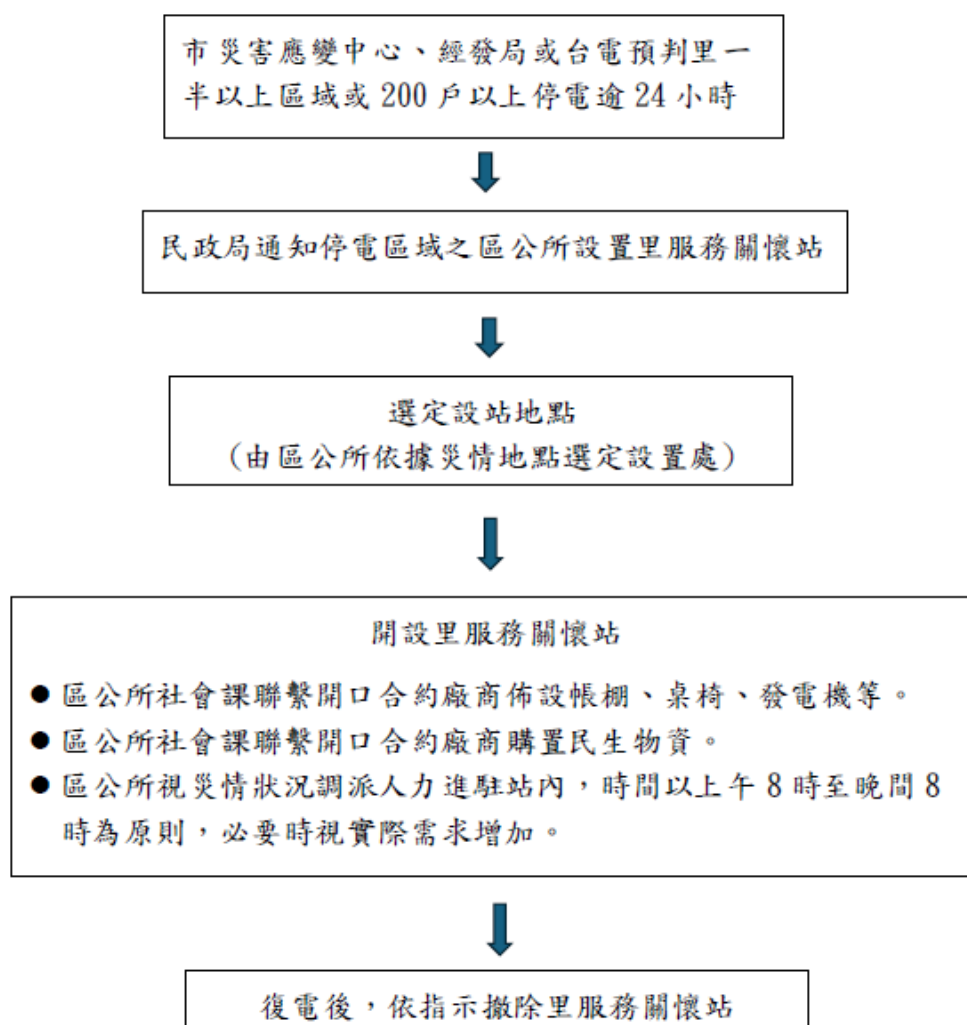 市災害應變中心、經發局或台電預判里一
半以上區域或 200 戶以上停電逾 24 小時
民政局通知停電區域之區公所設置里服務關懷站
選定設站地點
(由區公所依據災情地點選定設置處)
開設里服務關懷站
● 區公所社會課聯繫開口合約廠商佈設帳棚、桌椅、發電機等。
● 區公所社會課聯繫開口合約廠商購置民生物資。
● 區公所視災情狀況調派人力進駐站內，時間以上午 8 時至晚間 8
時為原則，必要時視實際需求增加。
復電後，依指示撤除里服務關懷站